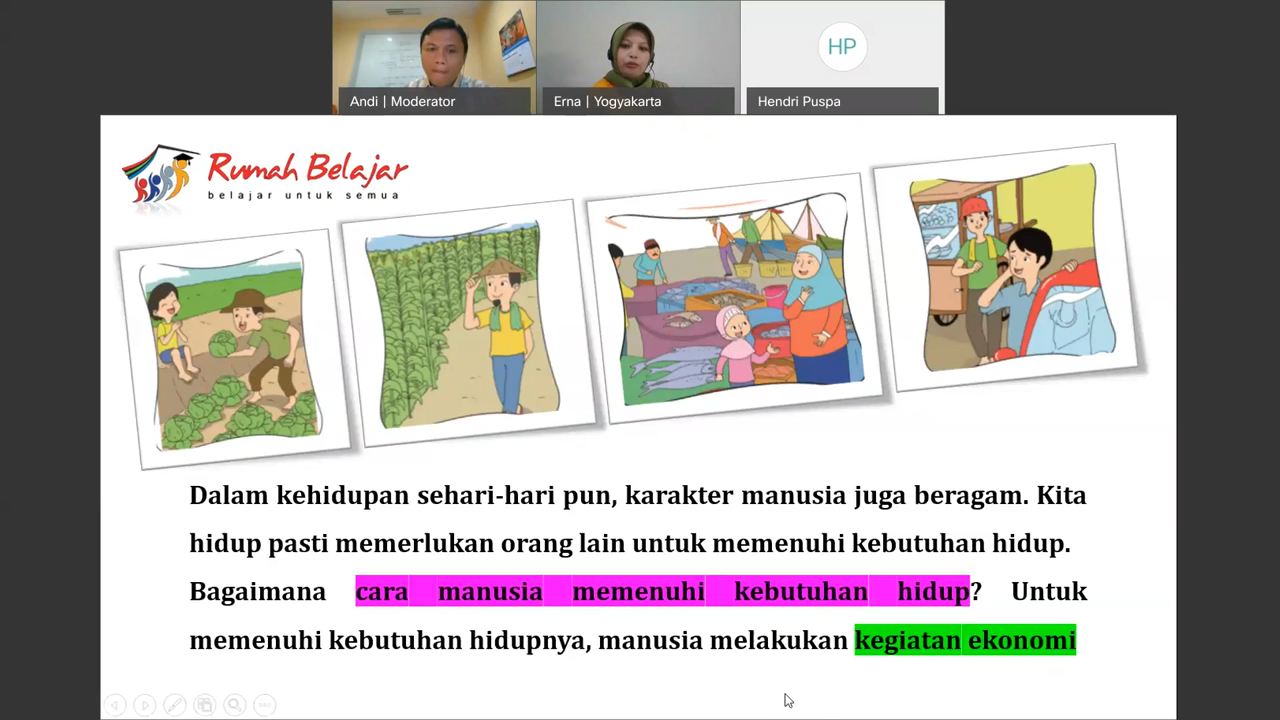 HP
Andi | Moderator
Erna | Yogyakarta
Hendri Puspa
Rumah Belajar
belajar untuk semua
Dalam kehidupan sehari-hari pun, karakter manusia juga beragam. Kita
hidup pasti memerlukan orang lain untuk memenuhi kebutuhan hidup.
Bagaimana cara manusia memenuhi kebutuhan hidup? Untuk
memenuhi kebutuhan hidupnya, manusia melakukan kegiatan ekonomi